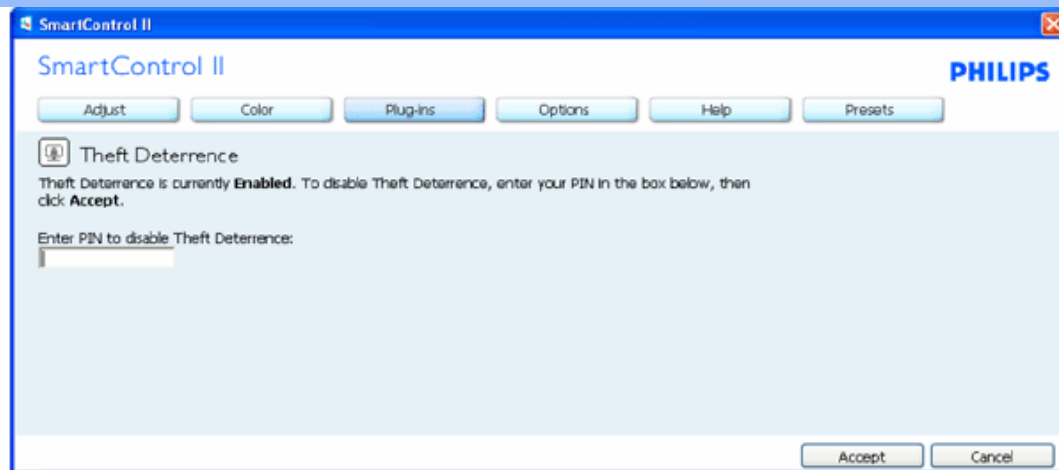 SmartControl II
SmartControl II
PHILIPS
Adjust Color Plug-ins Options Help Presets
Theft Deterrence
Theft Deterrence is currently Enabled. To disable Theft Deterrence, enter your PIN in the box below, then
click Accept.
Enter PIN to disable Theft Deterrence:
Accept Cancel